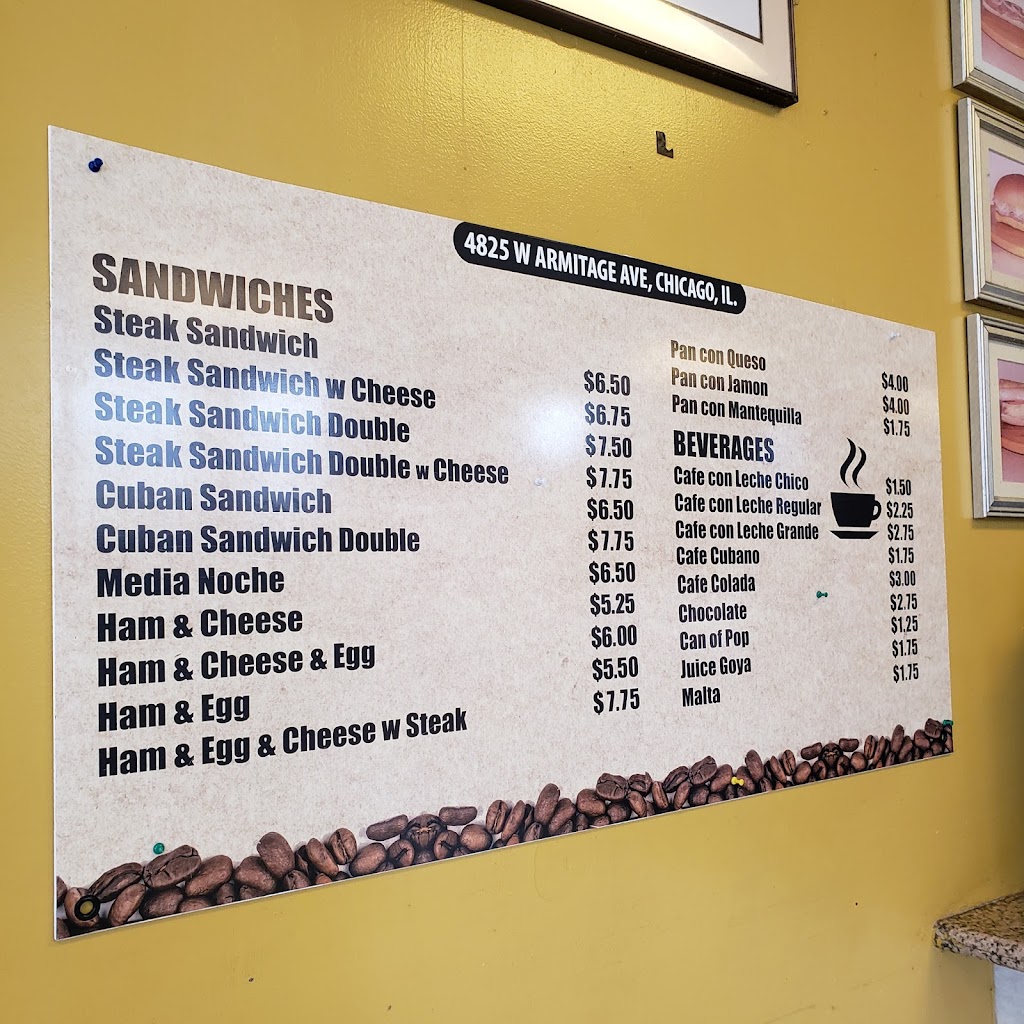 4825 W ARMITAGE AVE, CHICAGO, IL.
SANDWICHES
Steak Sandwich $6.50
Steak Sandwich w Cheese $6.75
Steak Sandwich Double $7.50
Steak Sandwich Double w Cheese $7.75
Cuban Sandwich $6.50
Cuban Sandwich Double $7.75
Media Noche $6.50
Ham & Cheese $5.25
Ham & Cheese & Egg $6.00
Ham & Egg $5.50
Ham & Egg & Cheese w Steak $7.75
Pan con Queso $4.00
Pan con Jamon $4.00
Pan con Mantequilla $1.75
BEVERAGES
Cafe con Leche Chico $1.50
Cafe con Leche Regular $2.25
Cafe con Leche Grande $2.75
Cafe Cubano $1.75
Cafe Colada $3.00
Chocolate $2.75
Can of Pop $1.25
Juice Goya $1.75
Malta $1.75